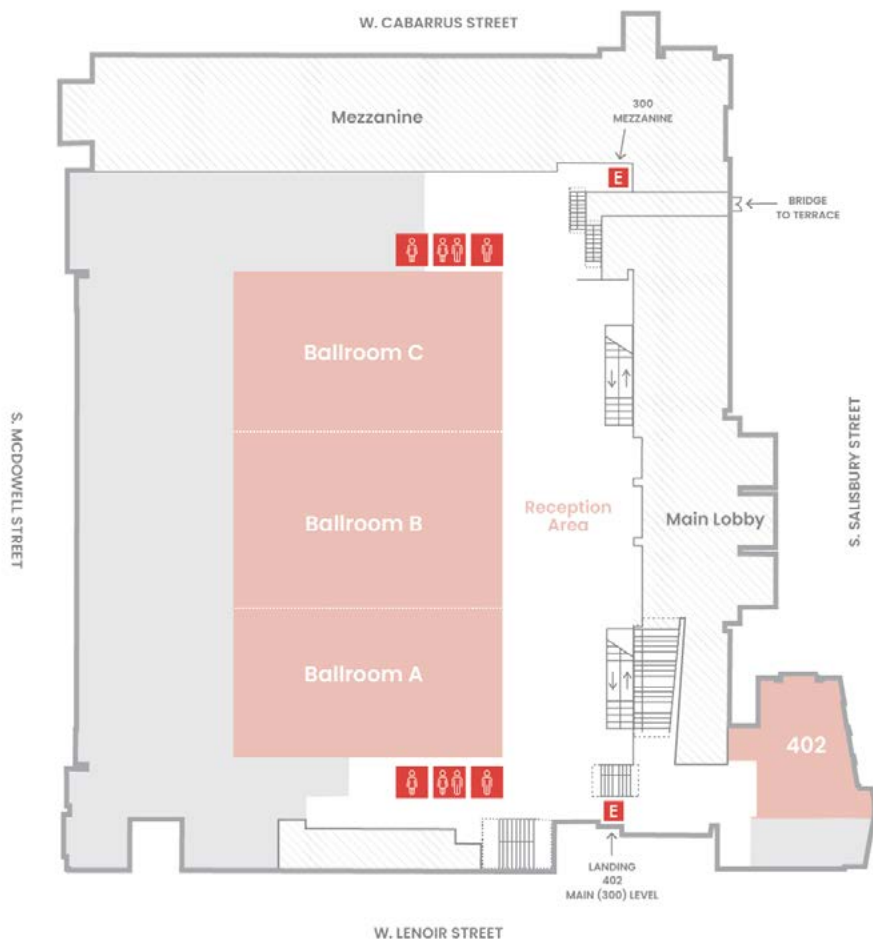 W. CABARRUS STREET
Mezzanine
300
MEZZANINE
E
BRIDGE
TO TERRACE
Ballroom C
S. MCDOWELL STREET
Ballroom B
Reception
Area
Main Lobby
S. SALISBURY STREET
Ballroom A
402
E
LANDING
402
MAIN (300) LEVEL
W. LENOIR STREET